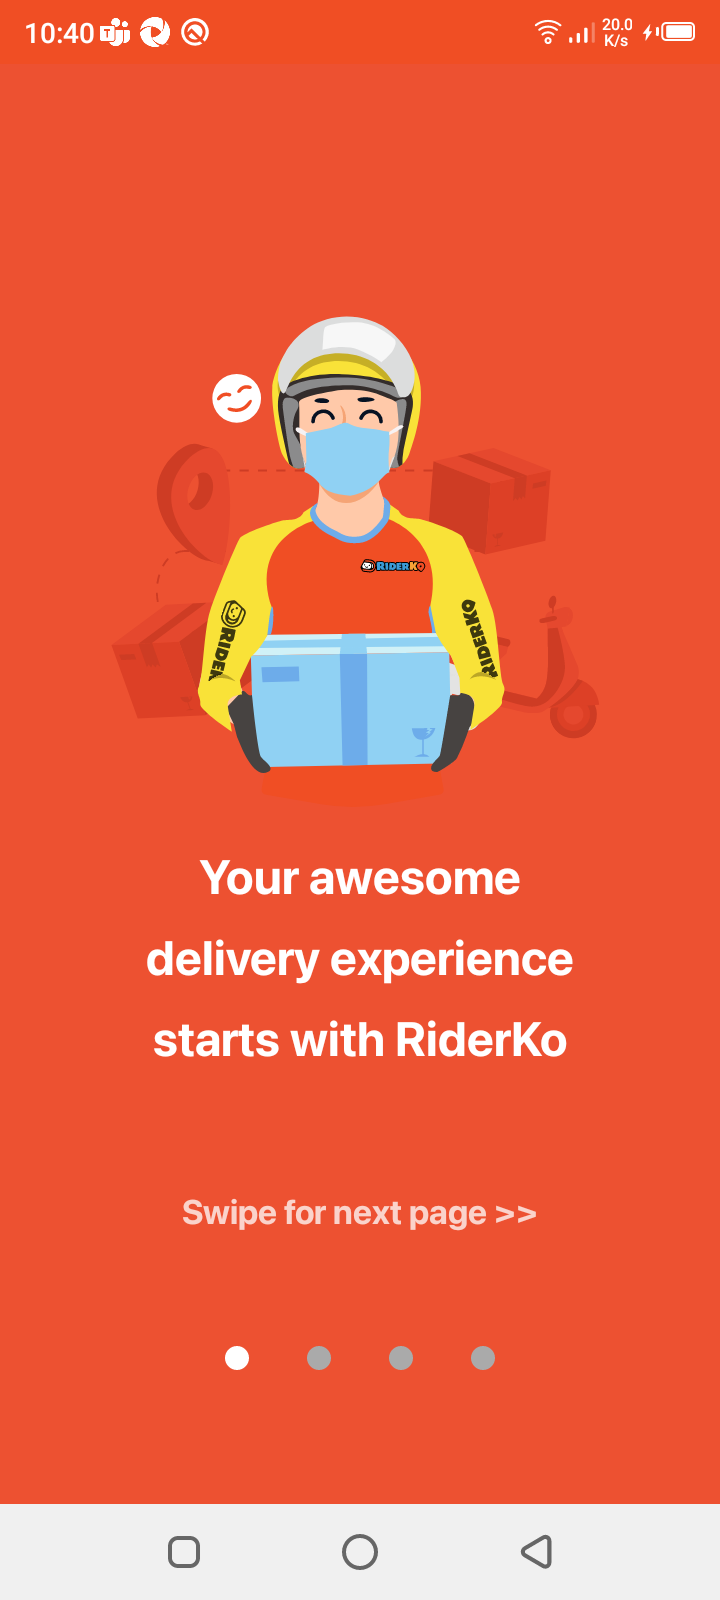 10:40
20.0
K/s
RIDERKO
RIDER
RIDERKO
Your awesome
delivery experience
starts with RiderKo
Swipe for next page >>